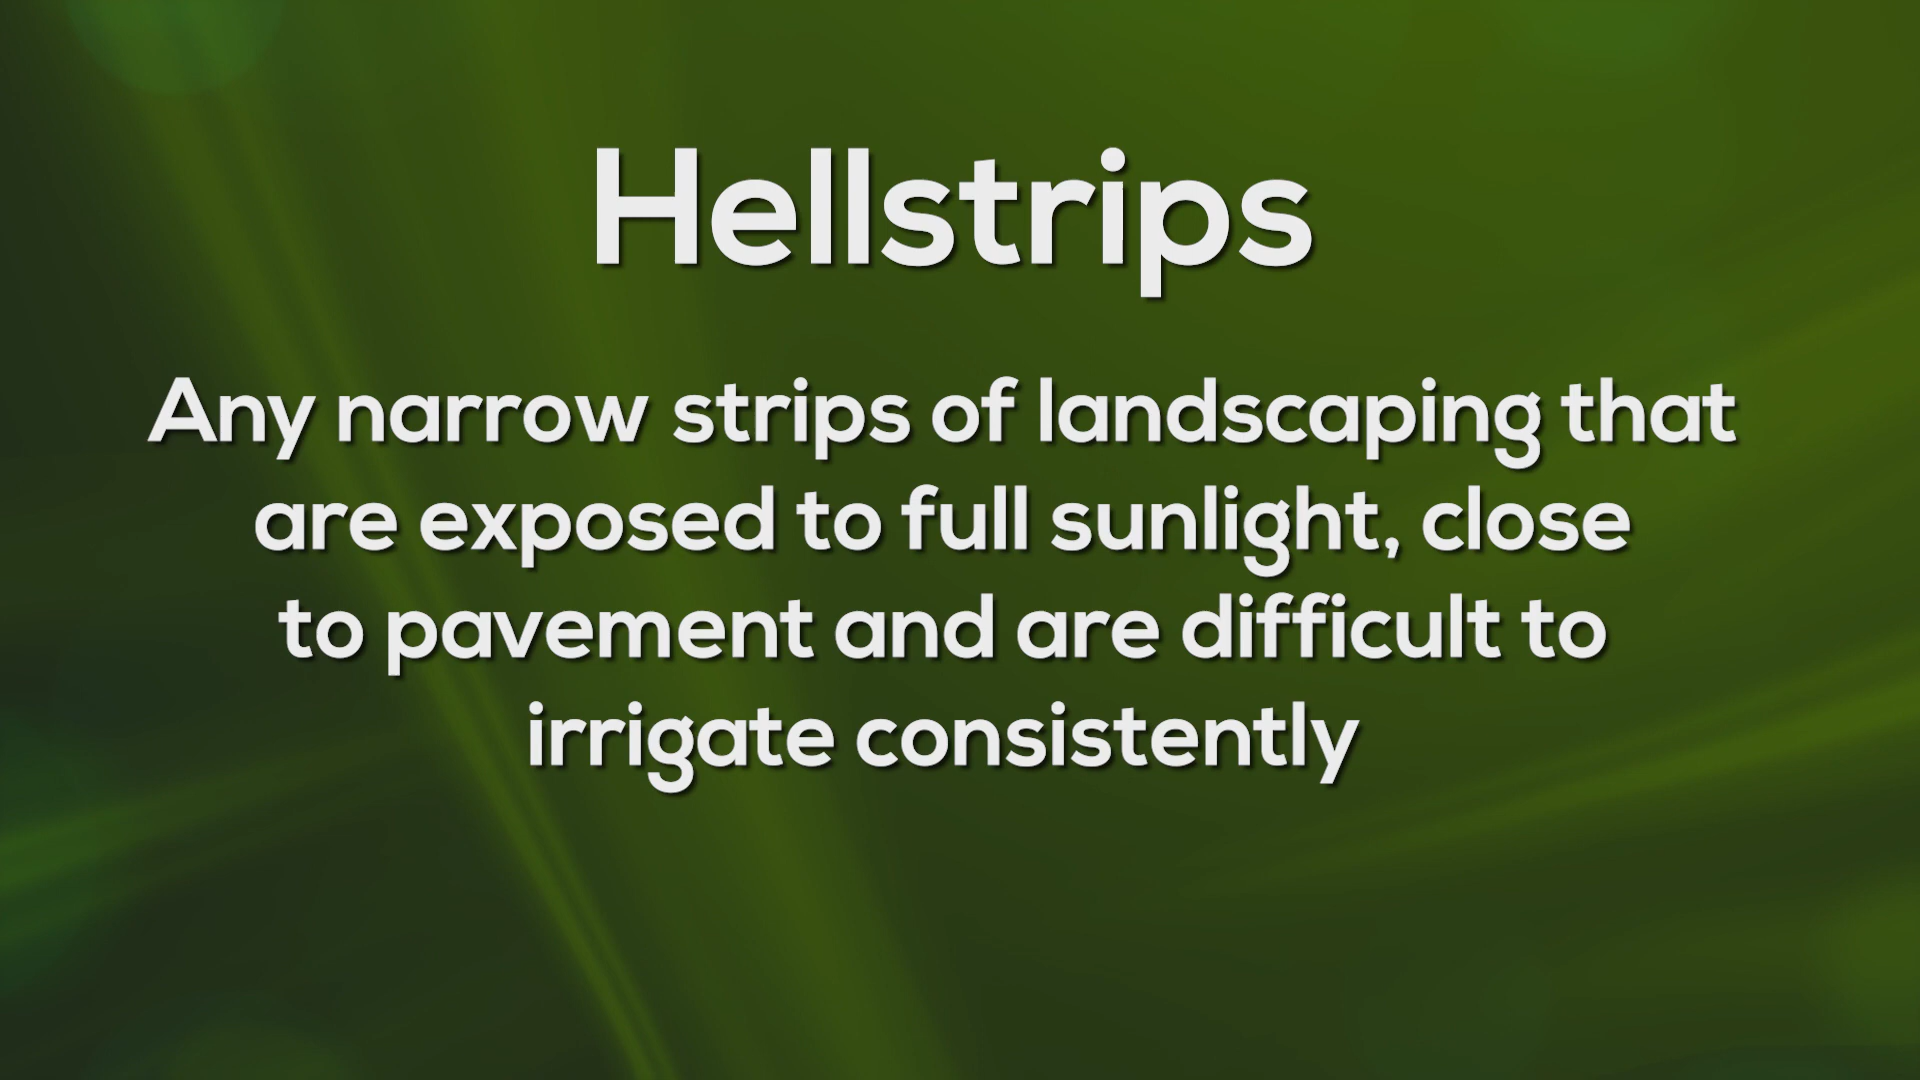 Hellstrips
Any narrow strips of landscaping that
are exposed to full sunlight, close
to pavement and are difficult to
irrigate consistently